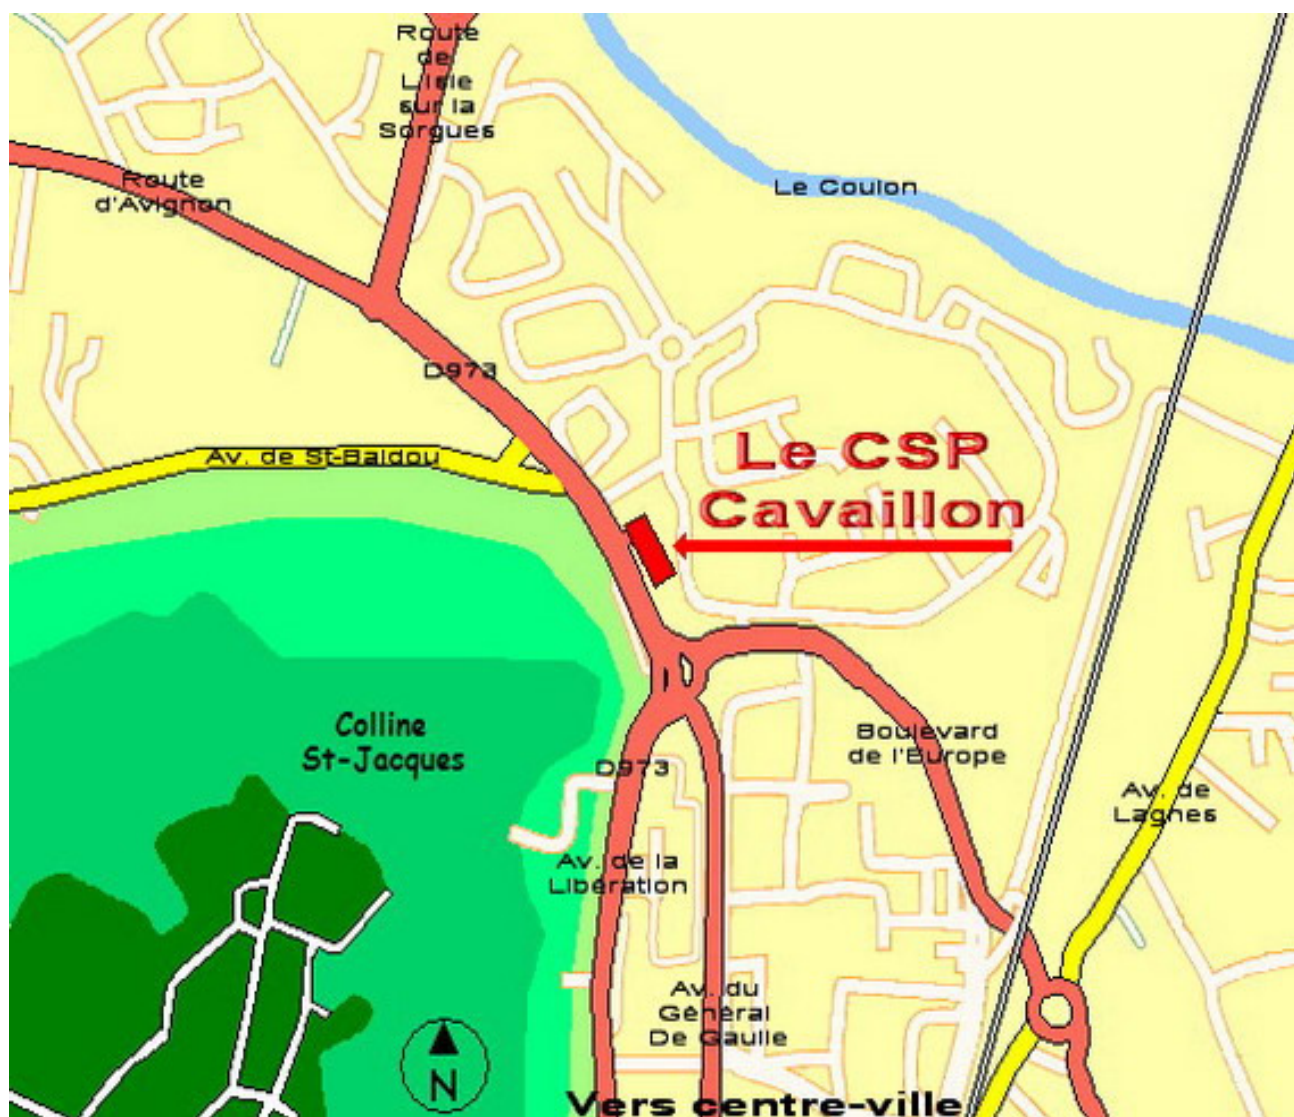 Route
de
L'Isle
sur la
Sorgues
Route
d'Avignon
Le Coulon
D973
Av. de St-Baldou
Le CSP
Cavaillon
Colline
St-Jacques
Boulevard
de l'Europe
D973
Av. de
Lagnes
Av. de la
Libération
Av. du
Général
De Gaulle
N
Vers centre-ville